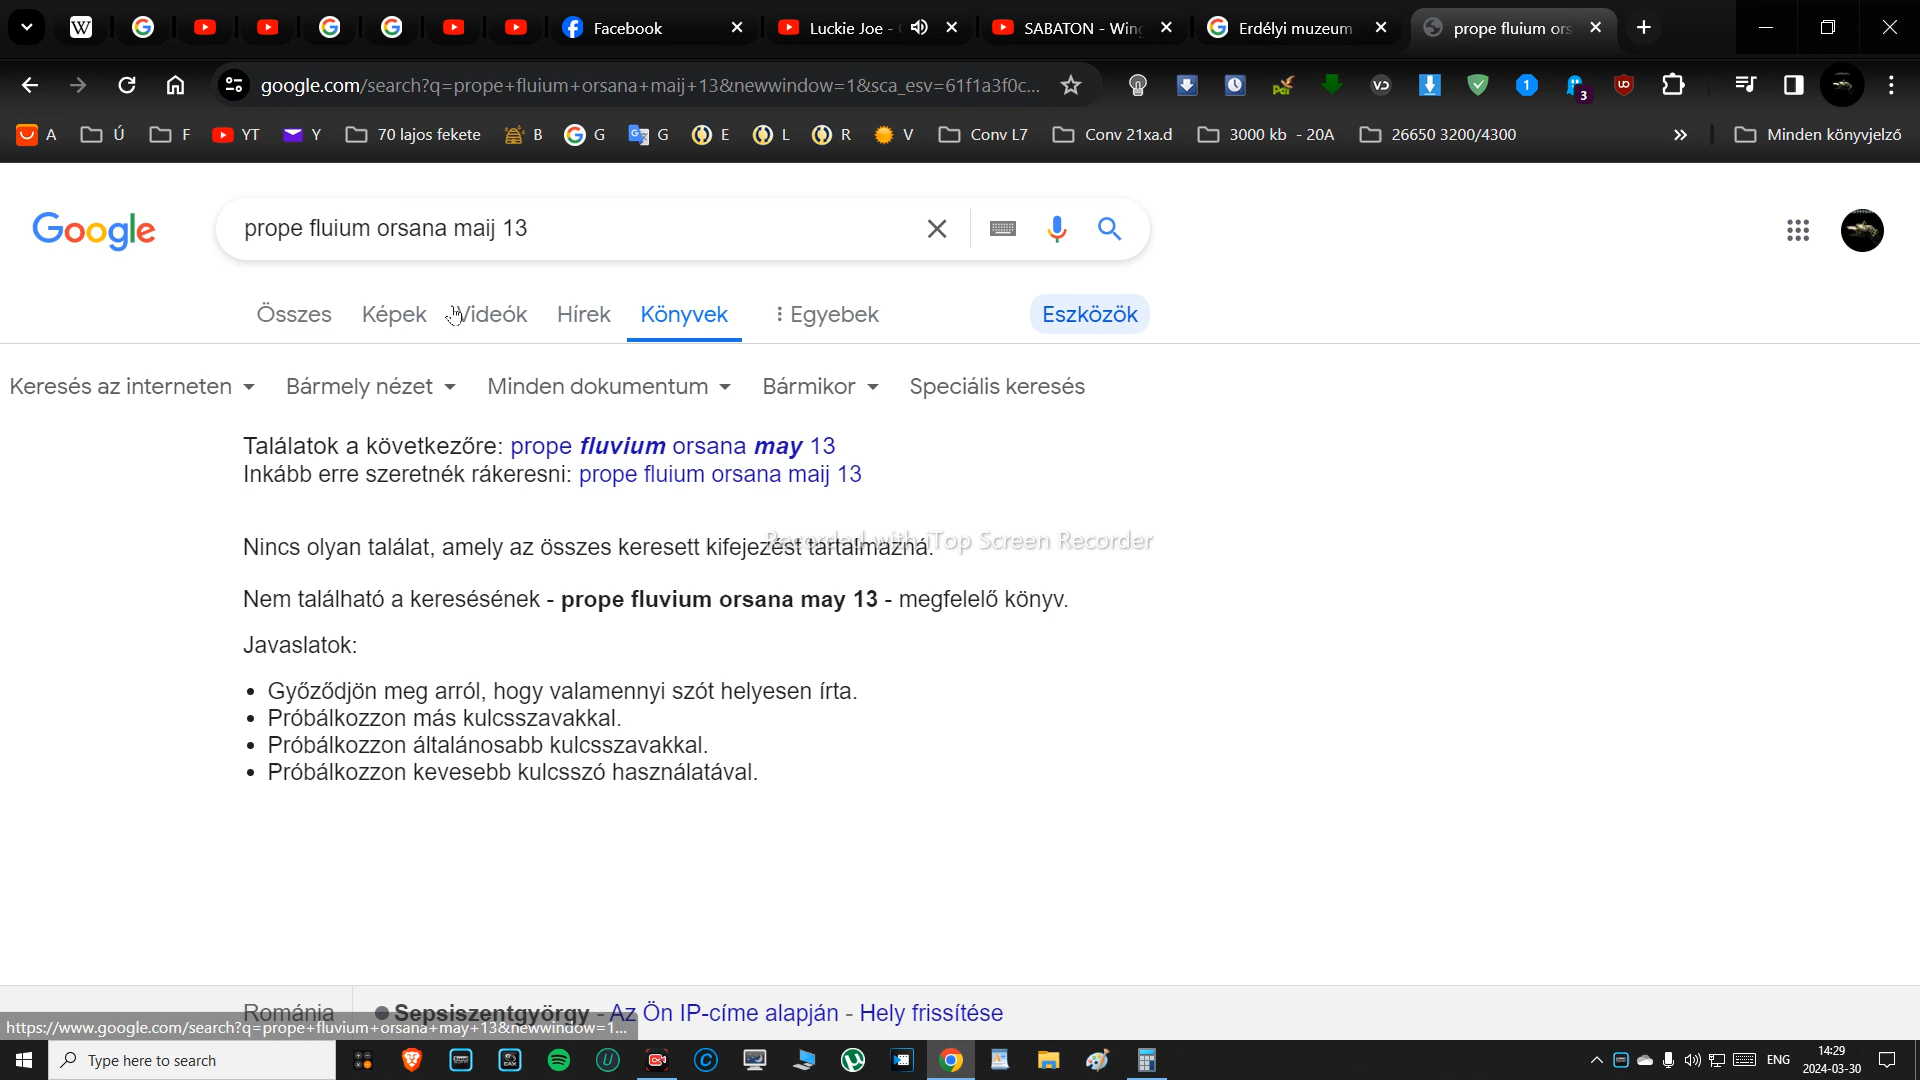 Facebook
Luckie Joe -
SABATON - Wing
Erdélyi muzeum
prope fluium ors
google.com/search?q=prope+fluium+orsana+maij+13&newwindow=1&sca_esv=61f1a3f0c...
A Ú F YT Y 70 lajos fekete B G G E L R V Conv L7 Conv 21xa.d 3000 kb - 20A 26650 3200/4300 » Minden könyvjelző
Google
prope fluium orsana maij 13
Összes Képek Videók Hírek Könyvek Egyebek Eszközök
Keresés az interneten Bármely nézet Minden dokumentum Bármikor Speciális keresés
Találatok a következőre: prope fluvium orsana may 13
Inkább erre szeretnék rákeresni: prope fluium orsana maij 13
Nincs olyan találat, amely az összes keresett kifejezést tartalmazná.
Recorded with iTop Screen Recorder
Nem található a keresésének - prope fluvium orsana may 13 - megfelelő könyv.
Javaslatok:
• Győződjön meg arról, hogy valamennyi szót helyesen írta.
• Próbálkozzon más kulcsszavakkal.
• Próbálkozzon általánosabb kulcsszavakkal.
• Próbálkozzon kevesebb kulcsszó használatával.
Románia Sepsiszentgyörgy - Az Ön IP-címe alapján - Hely frissítése
https://www.google.com/search?q=prope+fluvium+orsana+may+13&newwindow=1...
Type here to search
ENG
14:29
2024-03-30